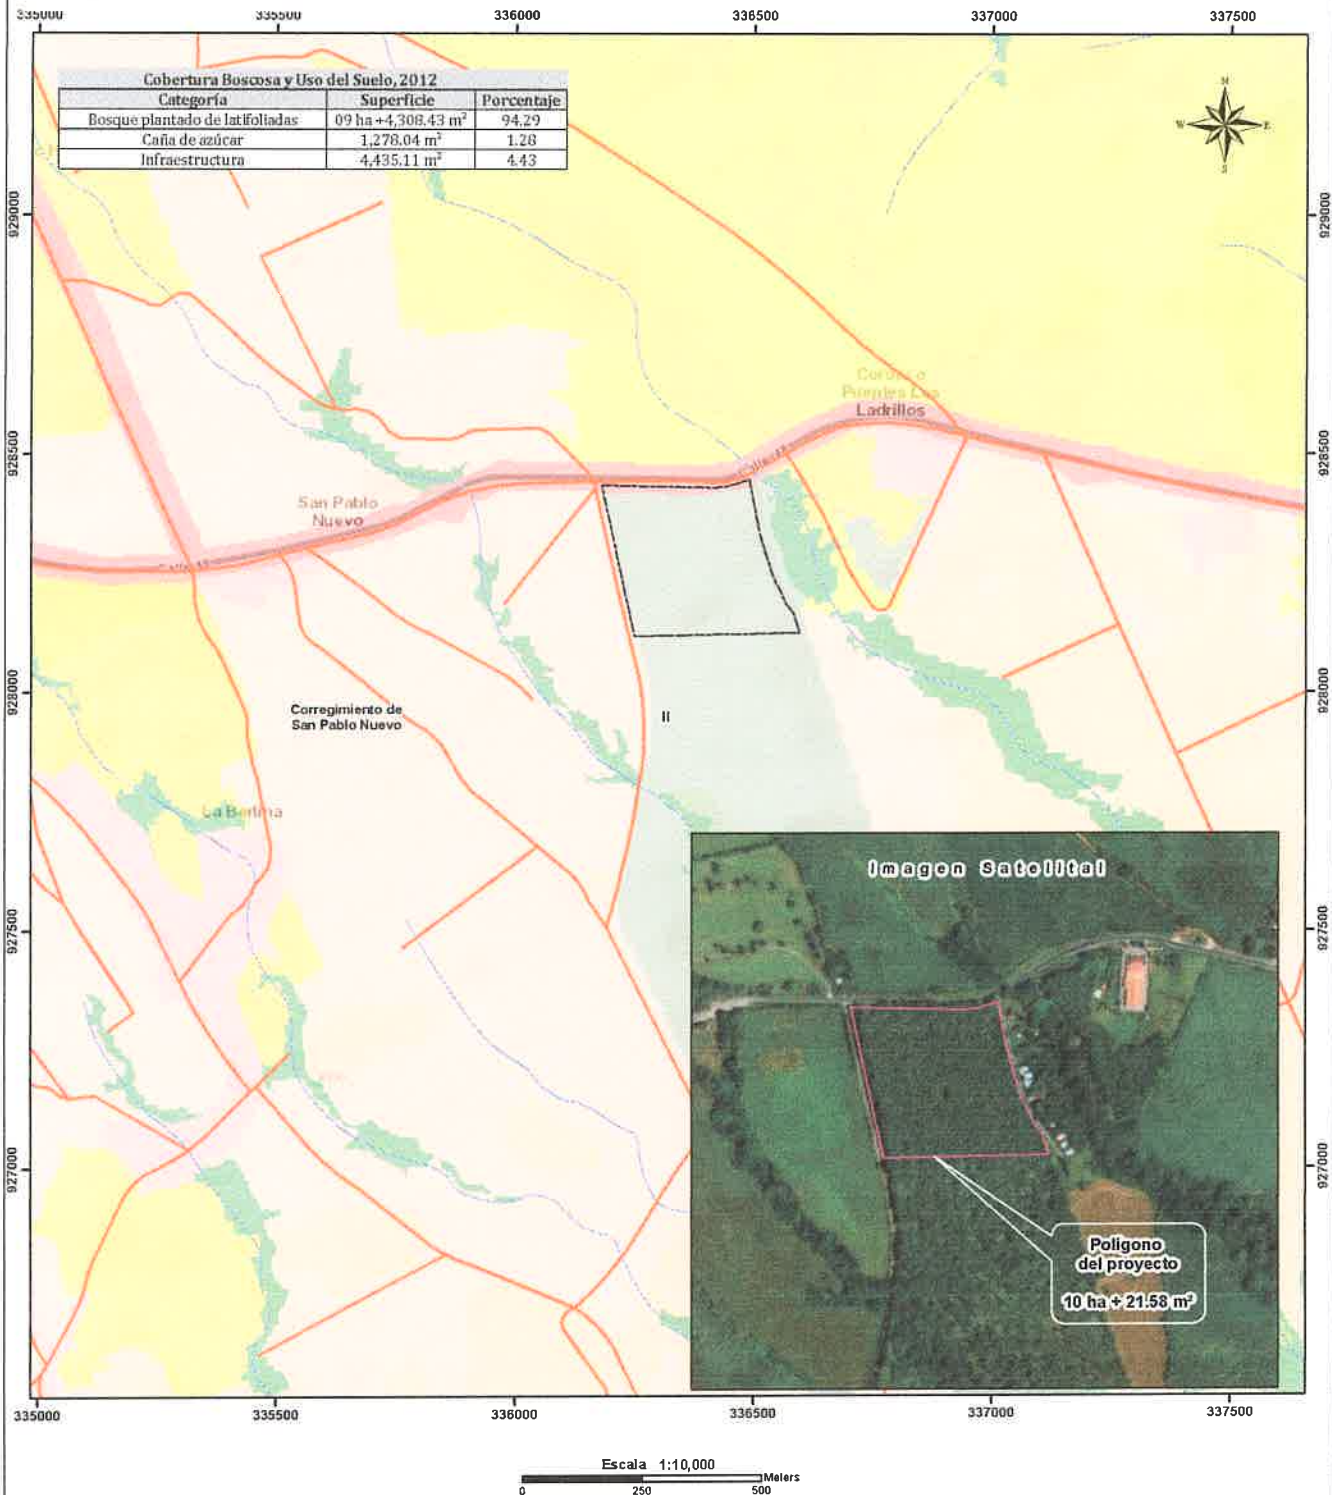 335000 335500 336000 336500 337000 337500
Cobertura Boscosa y Uso del Suelo, 2012
Categoría Superficie Porcentaje
Bosque plantado de latifoliadas 09 ha +4,308.43 m² 94.29
Caña de azúcar 1,278.04 m² 1.28
Infraestructura 4,435.11 m² 4.43
N
W E
S
929000 929000
Ladrillos
928500 928500
San Pablo
Nuevo
928000 928000
Corregimiento de
San Pablo Nuevo
II
927500 927500
Imagen Satelital
927000 927000
Poligono
del proyecto
10 ha + 21.58 m²
335000 335500 336000 336500 337000 337500
Escala 1:10,000
Meters
0 250 500